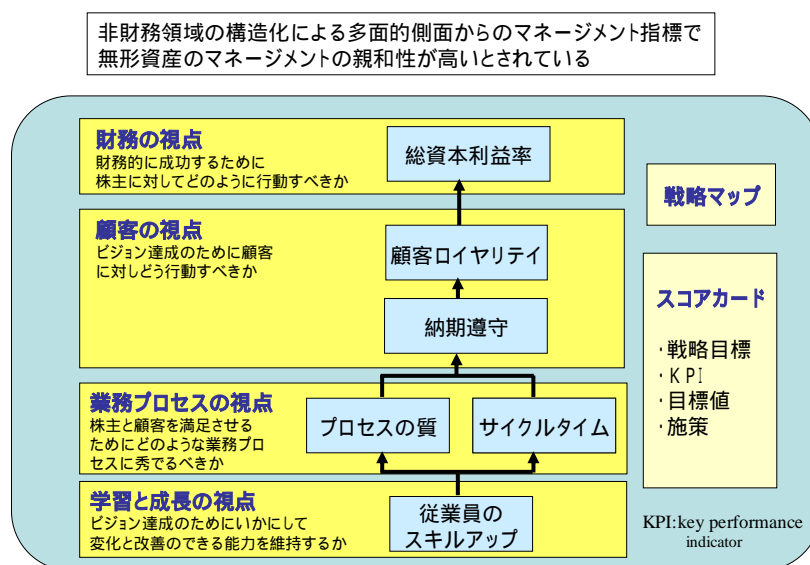 非財務領域の構造化による多面的側面からのマネージメント指標で
無形資産のマネージメントの親和性が高いとされている
財務の視点
財務的に成功するために
株主に対してどのように行動すべきか
総資本利益率
顧客の視点
ビジョン達成のために顧客
に対しどう行動すべきか
顧客ロイヤリテイ
納期遵守
業務プロセスの視点
株主と顧客を満足させる
ためにどのような業務プロ
セスに秀でるべきか
プロセスの質
サイクルタイム
学習と成長の視点
ビジョン達成のためにいかにして
変化と改善のできる能力を維持するか
従業員の
スキルアップ
戦略マップ
スコアカード
・戦略目標
・KPI
・目標値
・施策
KPI:key performance
indicator